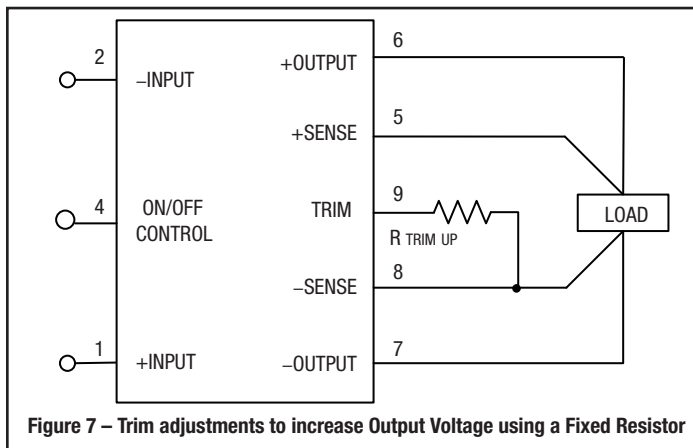 6
2
+OUTPUT
−INPUT
5
+SENSE
9
4
ON/OFF
CONTROL
TRIM
LOAD
R TRIM UP
8
−SENSE
1
7
+INPUT
−OUTPUT
Figure 7 – Trim adjustments to increase Output Voltage using a Fixed Resistor